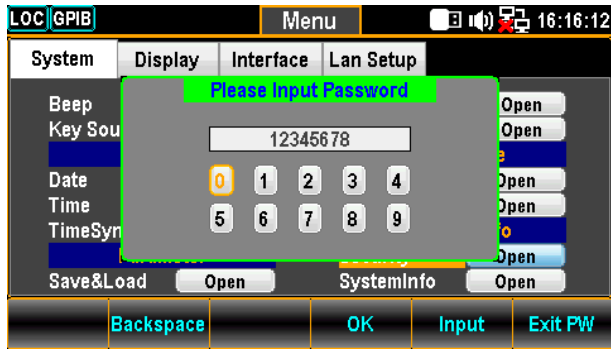 LOC GPIB Menu 16:16:12
System Display Interface Lan Setup
Please Input Password
Beep Open
12345678
Key Sou Open
Date 0 1 2 3 4 Open
Time Open
5 6 7 8 9
TimeSyn
Open
Save&Load Open SystemInfo Open
Backspace OK Input Exit PW